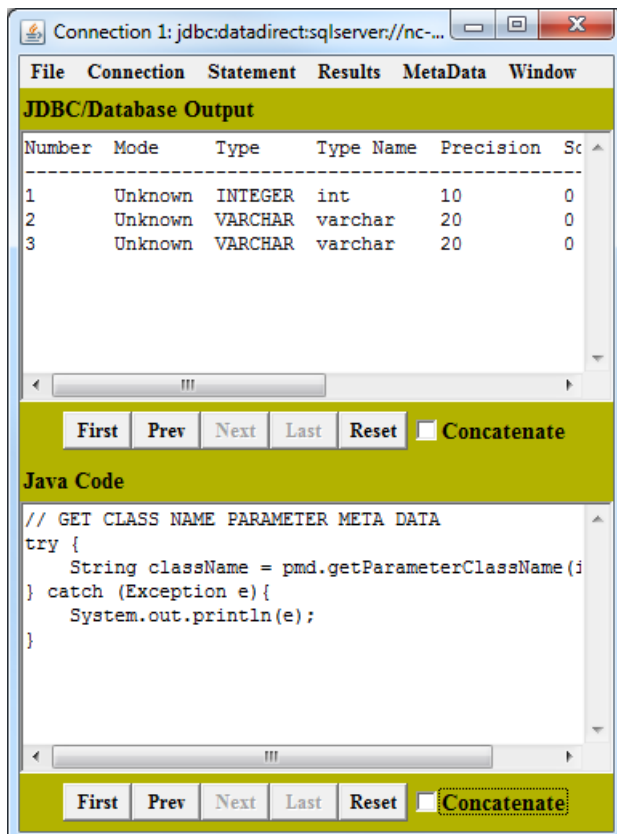 Connection 1: jdbc:datadirect:sqlserver://nc-...
File Connection Statement Results MetaData Window
JDBC/Database Output
Number Mode Type Type Name Precision Sc
-------------------------------------------------------
1 Unknown INTEGER int 10 0
2 Unknown VARCHAR varchar 20 0
3 Unknown VARCHAR varchar 20 0
First Prev Next Last Reset Concatenate
Java Code
// GET CLASS NAME PARAMETER META DATA
try {
    String className = pmd.getParameterClassName(i
} catch (Exception e){
    System.out.println(e);
}
First Prev Next Last Reset Concatenate